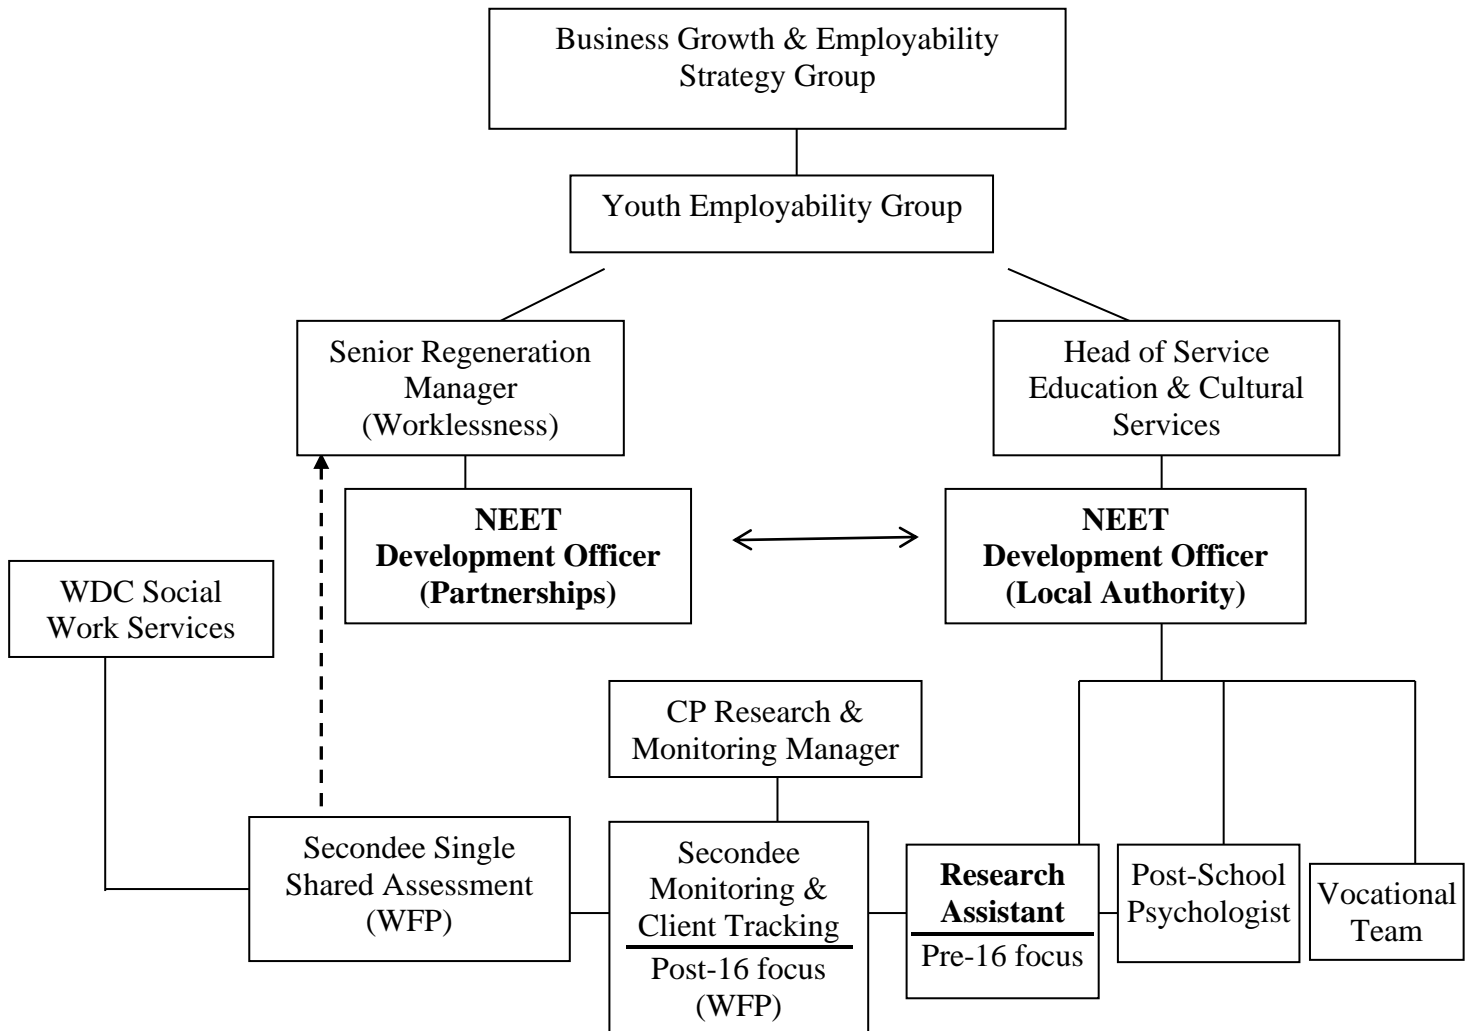 Business Growth & Employability
Strategy Group
Youth Employability Group
Senior Regeneration
Manager
(Worklessness)
Head of Service
Education & Cultural
Services
NEET
Development Officer
(Partnerships)
NEET
Development Officer
(Local Authority)
WDC Social
Work Services
CP Research &
Monitoring Manager
Secondee Single
Shared Assessment
(WFP)
Secondee
Monitoring &
Client Tracking
Post-16 focus
(WFP)
Research
Assistant
Pre-16 focus
Post-School
Psychologist
Vocational
Team